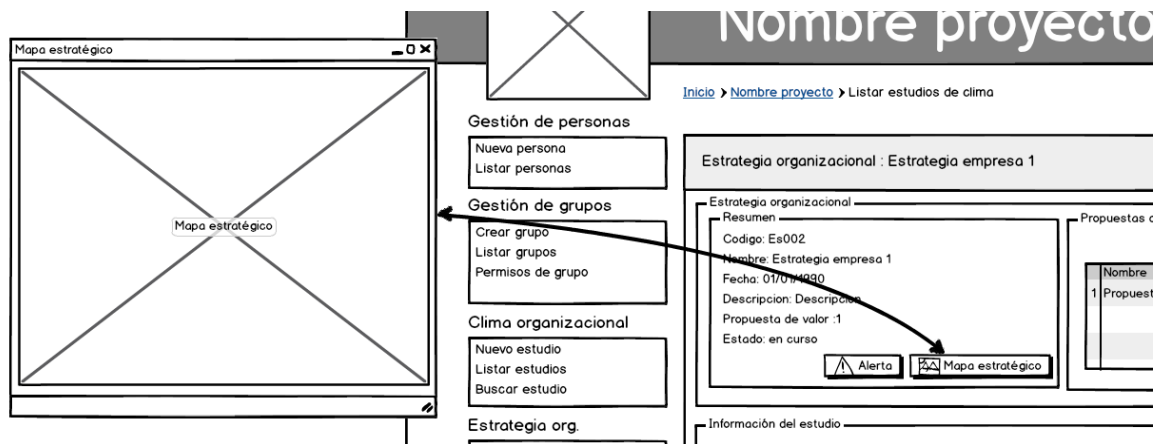 Mapa estratégico
Mapa estratégico
Nombre proyecto
Inicio > Nombre proyecto > Listar estudios de clima
Gestión de personas
Nueva persona
Listar personas
Gestión de grupos
Crear grupo
Listar grupos
Permisos de grupo
Clima organizacional
Nuevo estudio
Listar estudios
Buscar estudio
Estrategia org.
Estrategia organizacional : Estrategia empresa 1
Estrategia organizacional
Resumen
Codigo: Es002
Nombre: Estrategia empresa 1
Fecha: 01/01/1990
Descripcion: Descripcion
Propuesta de valor :1
Estado: en curso
Alerta
Mapa estratégico
Propuestas
Nombre
1
Información del estudio